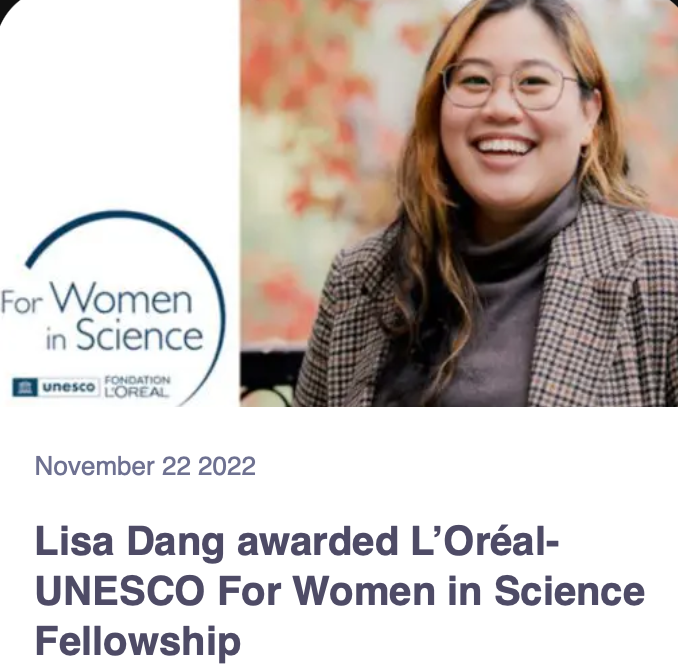 For Women
in Science
unesco
FONDATION
L'ORÉAL
November 22 2022
Lisa Dang awarded L’Oréal-
UNESCO For Women in Science
Fellowship